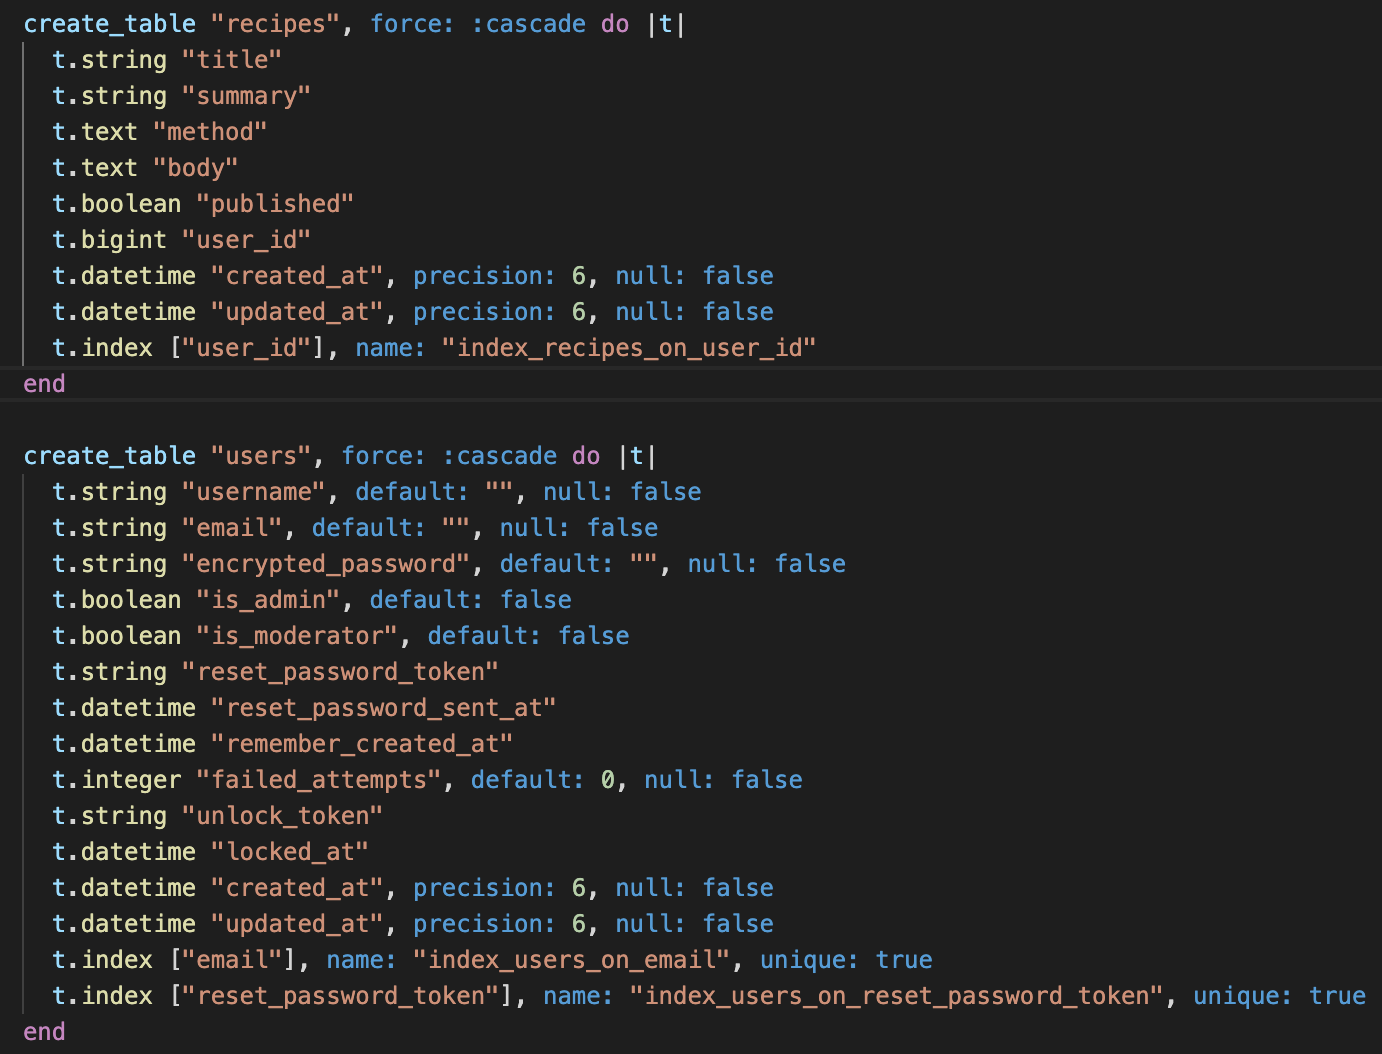 create_table "recipes", force: :cascade do |t|
  t.string "title"
  t.string "summary"
  t.text "method"
  t.text "body"
  t.boolean "published"
  t.bigint "user_id"
  t.datetime "created_at", precision: 6, null: false
  t.datetime "updated_at", precision: 6, null: false
  t.index ["user_id"], name: "index_recipes_on_user_id"
end

create_table "users", force: :cascade do |t|
  t.string "username", default: "", null: false
  t.string "email", default: "", null: false
  t.string "encrypted_password", default: "", null: false
  t.boolean "is_admin", default: false
  t.boolean "is_moderator", default: false
  t.string "reset_password_token"
  t.datetime "reset_password_sent_at"
  t.datetime "remember_created_at"
  t.integer "failed_attempts", default: 0, null: false
  t.string "unlock_token"
  t.datetime "locked_at"
  t.datetime "created_at", precision: 6, null: false
  t.datetime "updated_at", precision: 6, null: false
  t.index ["email"], name: "index_users_on_email", unique: true
  t.index ["reset_password_token"], name: "index_users_on_reset_password_token", unique: true
end